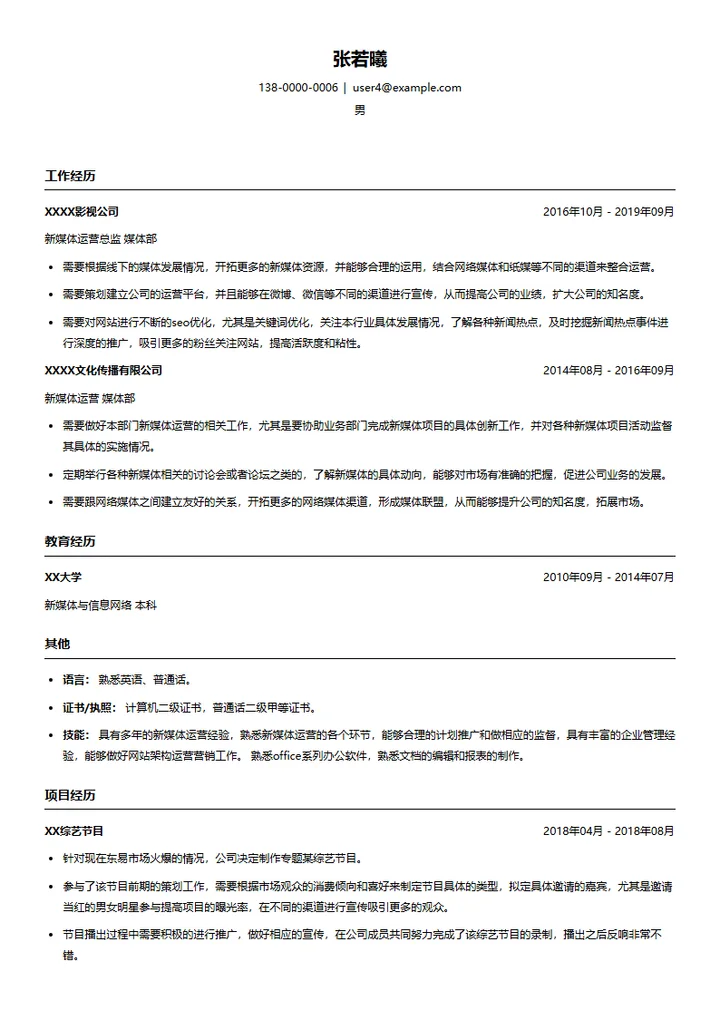 张若曦
138-0000-0006 | user4@example.com
男
工作经历
XXXX影视公司 2016年10月 - 2019年09月
新媒体运营总监 媒体部
• 需要根据线下的媒体发展情况，开拓更多的新媒体资源，并能够合理的运用，结合网络媒体和纸媒等不同的渠道来整合运营。
• 需要策划建立公司的运营平台，并且能够在微博、微信等不同的渠道进行宣传，从而提高公司的业绩，扩大公司的知名度。
• 需要对网站进行不断的seo优化，尤其是关键词优化，关注本行业具体发展情况，了解各种新闻热点，及时挖掘新闻热点事件进
行深度的推广，吸引更多的粉丝关注网站，提高活跃度和粘性。
XXXX文化传播有限公司 2014年08月 - 2016年09月
新媒体运营 媒体部
• 需要做好本部门新媒体运营的相关工作，尤其是要协助业务部门完成新媒体项目的具体创新工作，并对各种新媒体项目活动监督
其具体的实施情况。
• 定期举行各种新媒体相关的讨论会或者论坛之类的，了解新媒体的具体动向，能够对市场有准确的把握，促进公司业务的发展。
• 需要跟网络媒体之间建立友好的关系，开拓更多的网络媒体渠道，形成媒体联盟，从而能够提升公司的知名度，拓展市场。
教育经历
XX大学 2010年09月 - 2014年07月
新媒体与信息网络 本科
其他
• 语言： 熟悉英语、普通话。
• 证书/执照： 计算机二级证书，普通话二级甲等证书。
• 技能： 具有多年的新媒体运营经验，熟悉新媒体运营的各个环节，能够合理的计划推广和做相应的监督，具有丰富的企业管理经
验，能够做好网站架构运营营销工作。 熟悉office系列办公软件，熟悉文档的编辑和报表的制作。
项目经历
XX综艺节目 2018年04月 - 2018年08月
• 针对现在东易市场火爆的情况，公司决定制作专题某综艺节目。
• 参与了该节目前期的策划工作，需要根据市场观众的消费倾向和喜好来制定节目具体的类型，拟定具体邀请的嘉宾，尤其是邀请
当红的男女明星参与提高项目的曝光率，在不同的渠道进行宣传吸引更多的观众。
• 节目播出过程中需要积极的进行推广，做好相应的宣传，在公司成员共同努力完成了该综艺节目的录制，播出之后反响非常不
错。